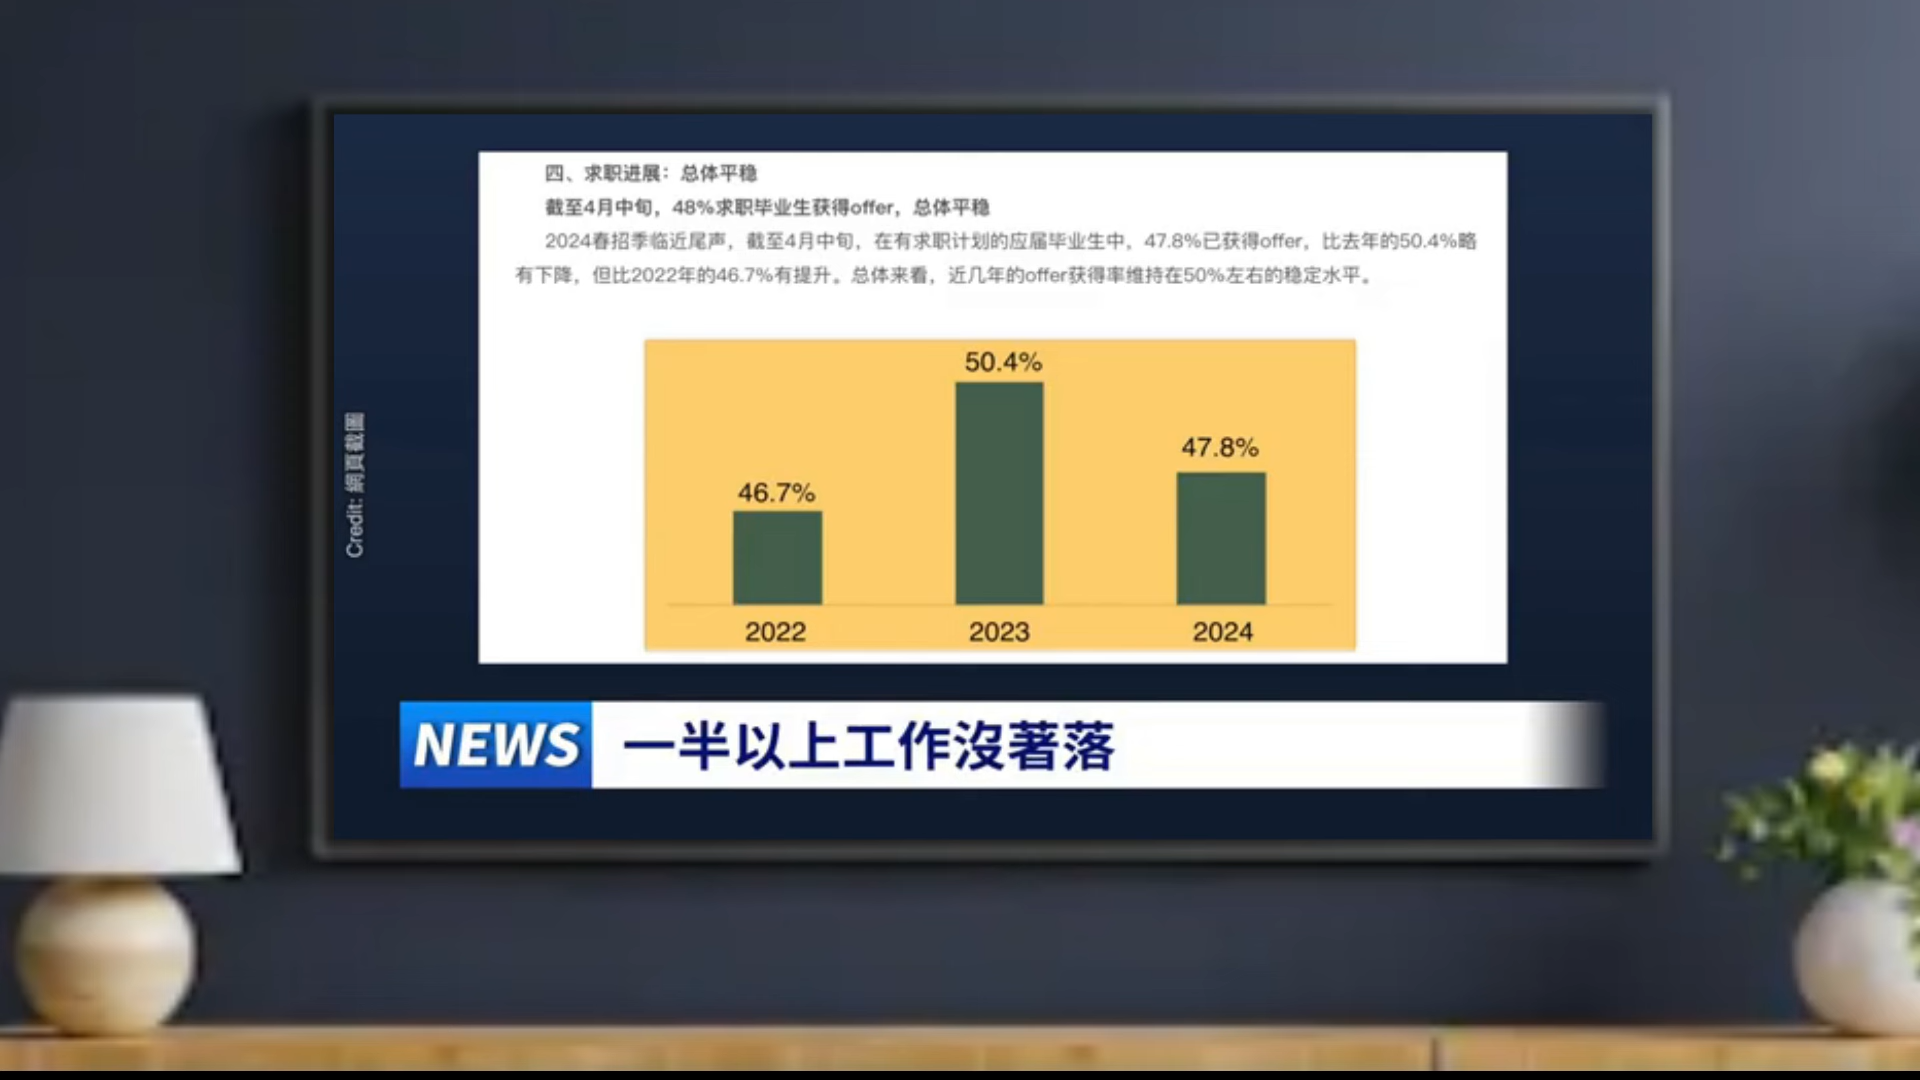 四、求职进展：总体平稳
截至4月中旬，48%求职毕业生获得offer，总体平稳
2024春招季临近尾声，截至4月中旬，在有求职计划的应届毕业生中，47.8%已获得offer，比去年的50.4%略
有下降，但比2022年的46.7%有提升。总体来看，近几年的offer获得率维持在50%左右的稳定水平。
50.4%
47.8%
46.7%
2022 2023 2024
Credit: 網頁截圖
NEWS 一半以上工作沒著落